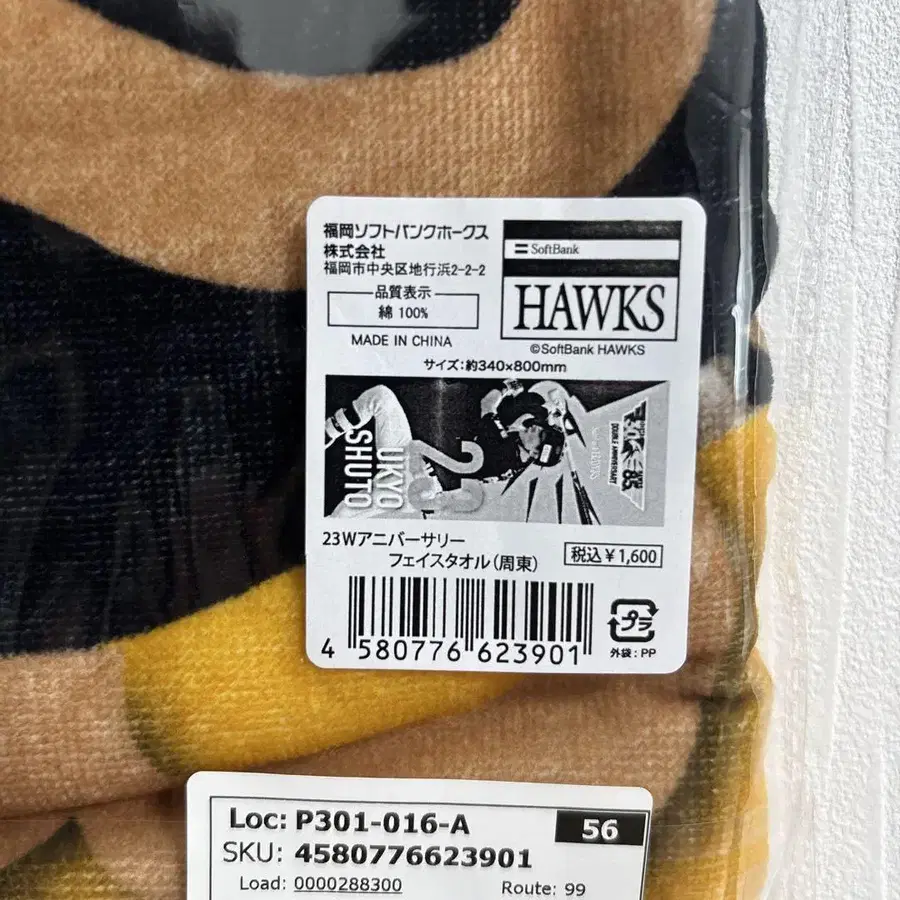 福岡ソフトバンクホークス
株式会社
福岡市中央区地行浜2-2-2
品質表示
綿 100%
MADE IN CHINA
SoftBank
HAWKS
©SoftBank HAWKS
サイズ:約340×800mm
UKYO
SHUTO
23
DOUBLE ANNIVERSARY
85
23Wアニバーサリー
フェイスタオル(周東)
税込¥1,600
4 580776 623901
プラ
外袋:PP
Loc: P301-016-A
56
SKU: 4580776623901
Load: 0000288300
Route: 99